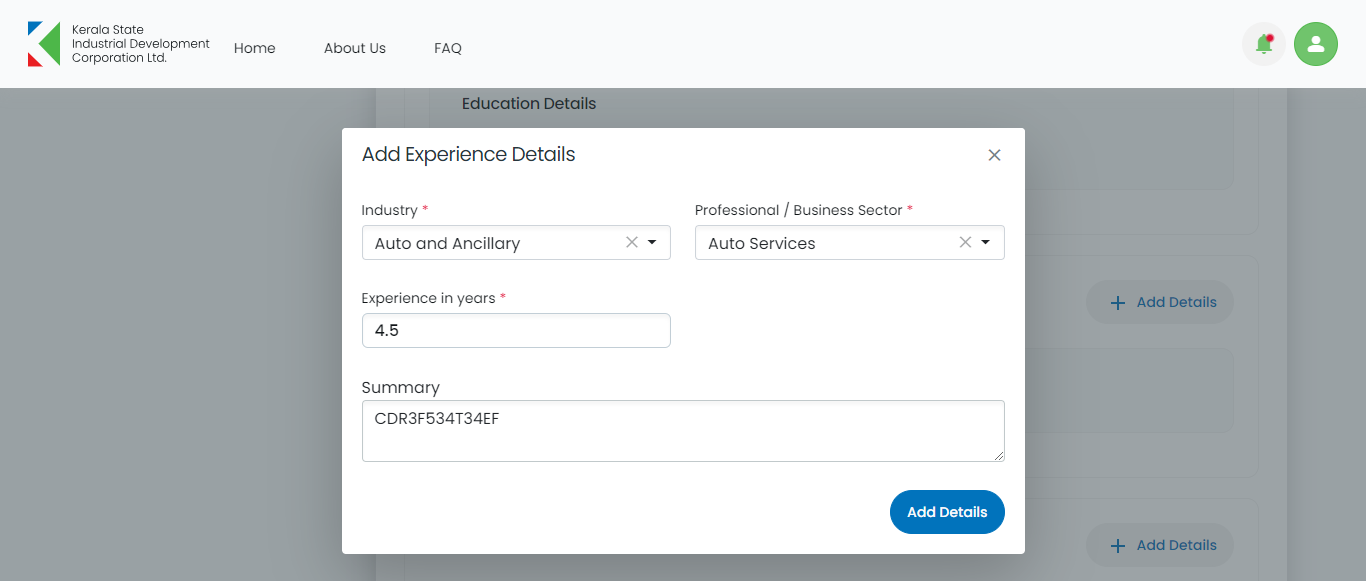 Kerala State
Industrial Development
Corporation Ltd.
Home
About Us
FAQ
Education Details
Add Experience Details
Industry *
Professional / Business Sector *
Auto and Ancillary
Auto Services
Experience in years *
4.5
Add Details
Summary
CDR3F534T34EF
Add Details
Add Details